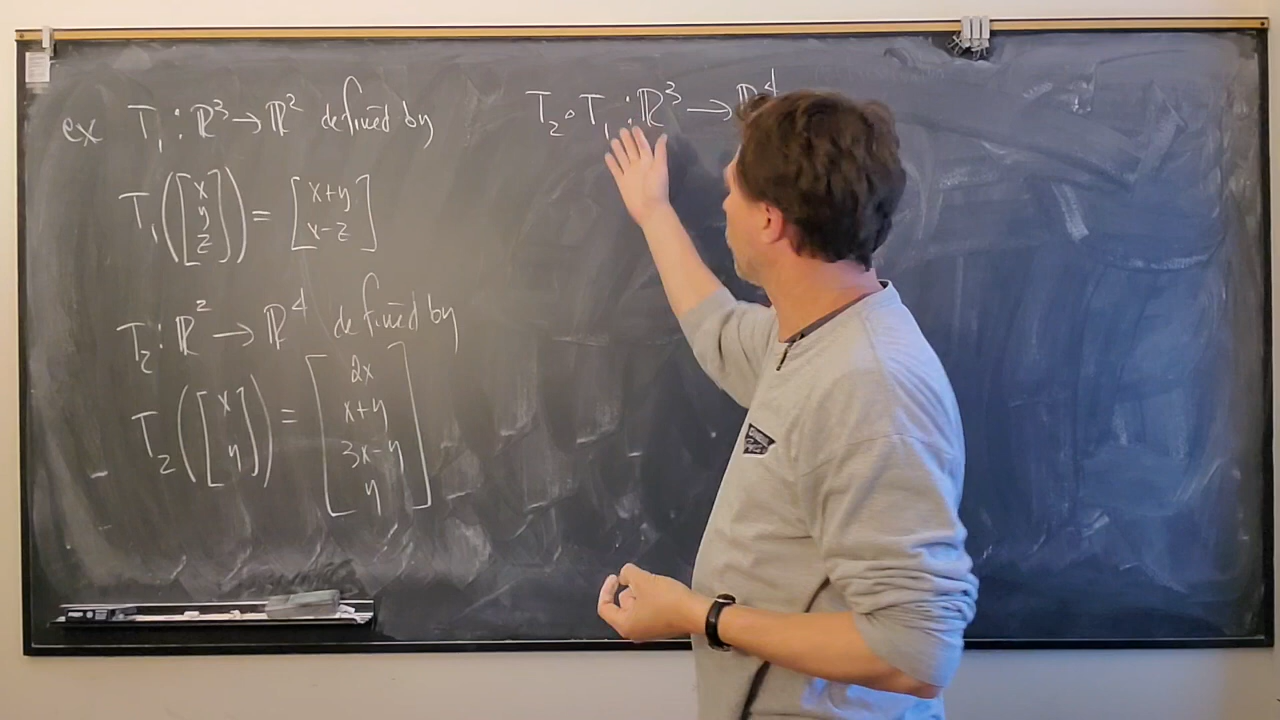 ex T₁ : ℝ³ → ℝ² defined by
T₁([x y z]) = [x+y x−z]
T₂ : ℝ² → ℝ⁴ defined by
T₂([x y]) = [2x x+y 3x−y y]
T₂∘T₁ : ℝ³ → ℝ⁴